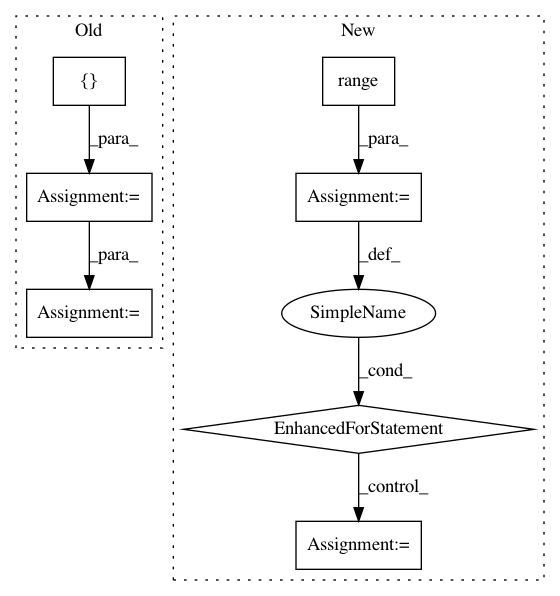 Old
New
{}
range
_para_
_para_
Assignment:=
Assignment:=
_para_
_def_
Assignment:=
SimpleName
_cond_
EnhancedForStatement
_control_
Assignment:=